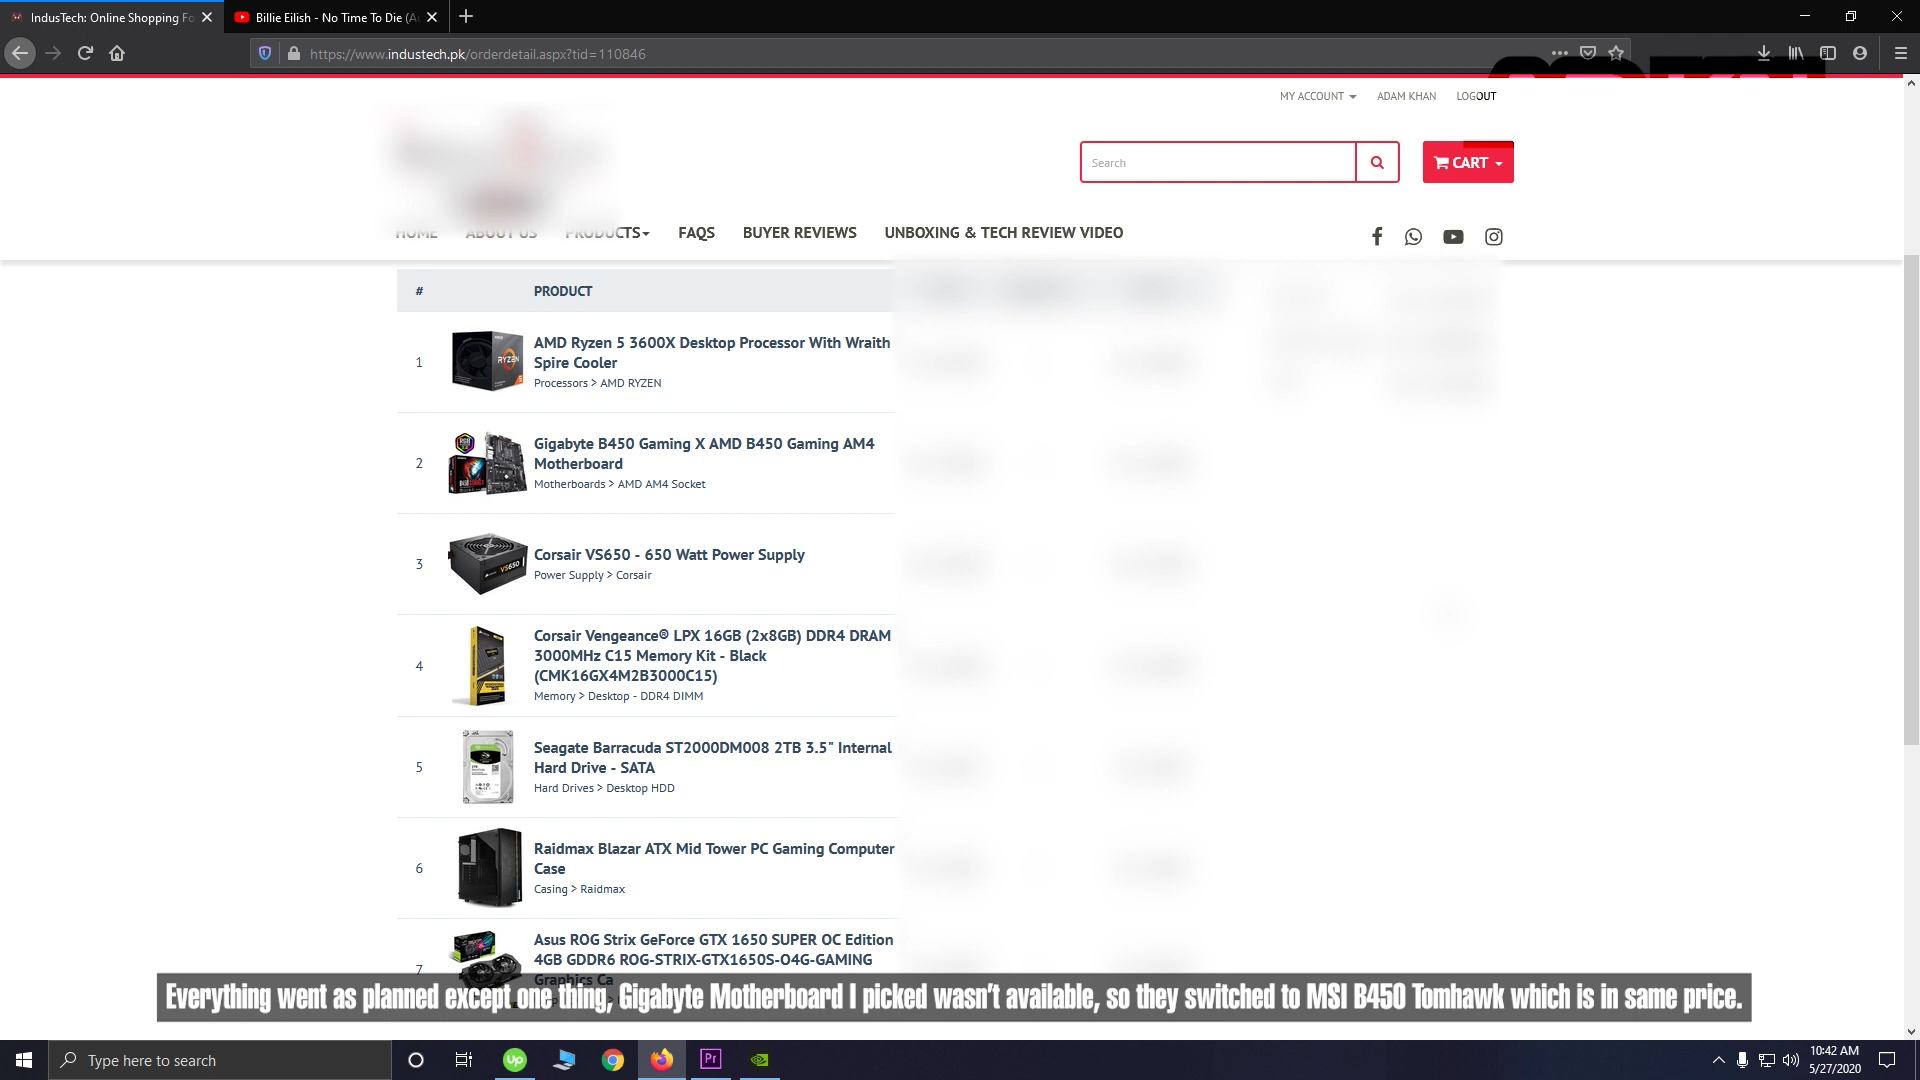 IndusTech: Online Shopping Fo
Billie Eilish - No Time To Die (A
https://www.industech.pk/orderdetail.aspx?tid=110846
MY ACCOUNT ADAM KHAN LOGOUT
Search
CART
HOME ABOUT US PRODUCTS FAQS BUYER REVIEWS UNBOXING & TECH REVIEW VIDEO
# PRODUCT
1
AMD Ryzen 5 3600X Desktop Processor With Wraith
Spire Cooler
Processors > AMD RYZEN
RYZEN
2
Gigabyte B450 Gaming X AMD B450 Gaming AM4
Motherboard
Motherboards > AMD AM4 Socket
3
Corsair VS650 - 650 Watt Power Supply
Power Supply > Corsair
VS650
4
Corsair Vengeance® LPX 16GB (2x8GB) DDR4 DRAM
3000MHz C15 Memory Kit - Black
(CMK16GX4M2B3000C15)
Memory > Desktop - DDR4 DIMM
5
Seagate Barracuda ST2000DM008 2TB 3.5" Internal
Hard Drive - SATA
Hard Drives > Desktop HDD
6
Raidmax Blazar ATX Mid Tower PC Gaming Computer
Case
Casing > Raidmax
7
Asus ROG Strix GeForce GTX 1650 SUPER OC Edition
4GB GDDR6 ROG-STRIX-GTX1650S-O4G-GAMING
Graphics Ca
Everything went as planned except one thing, Gigabyte Motherboard I picked wasn't available, so they switched to MSI B450 Tomhawk which is in same price.
Type here to search
Up
Pr
10:42 AM
5/27/2020